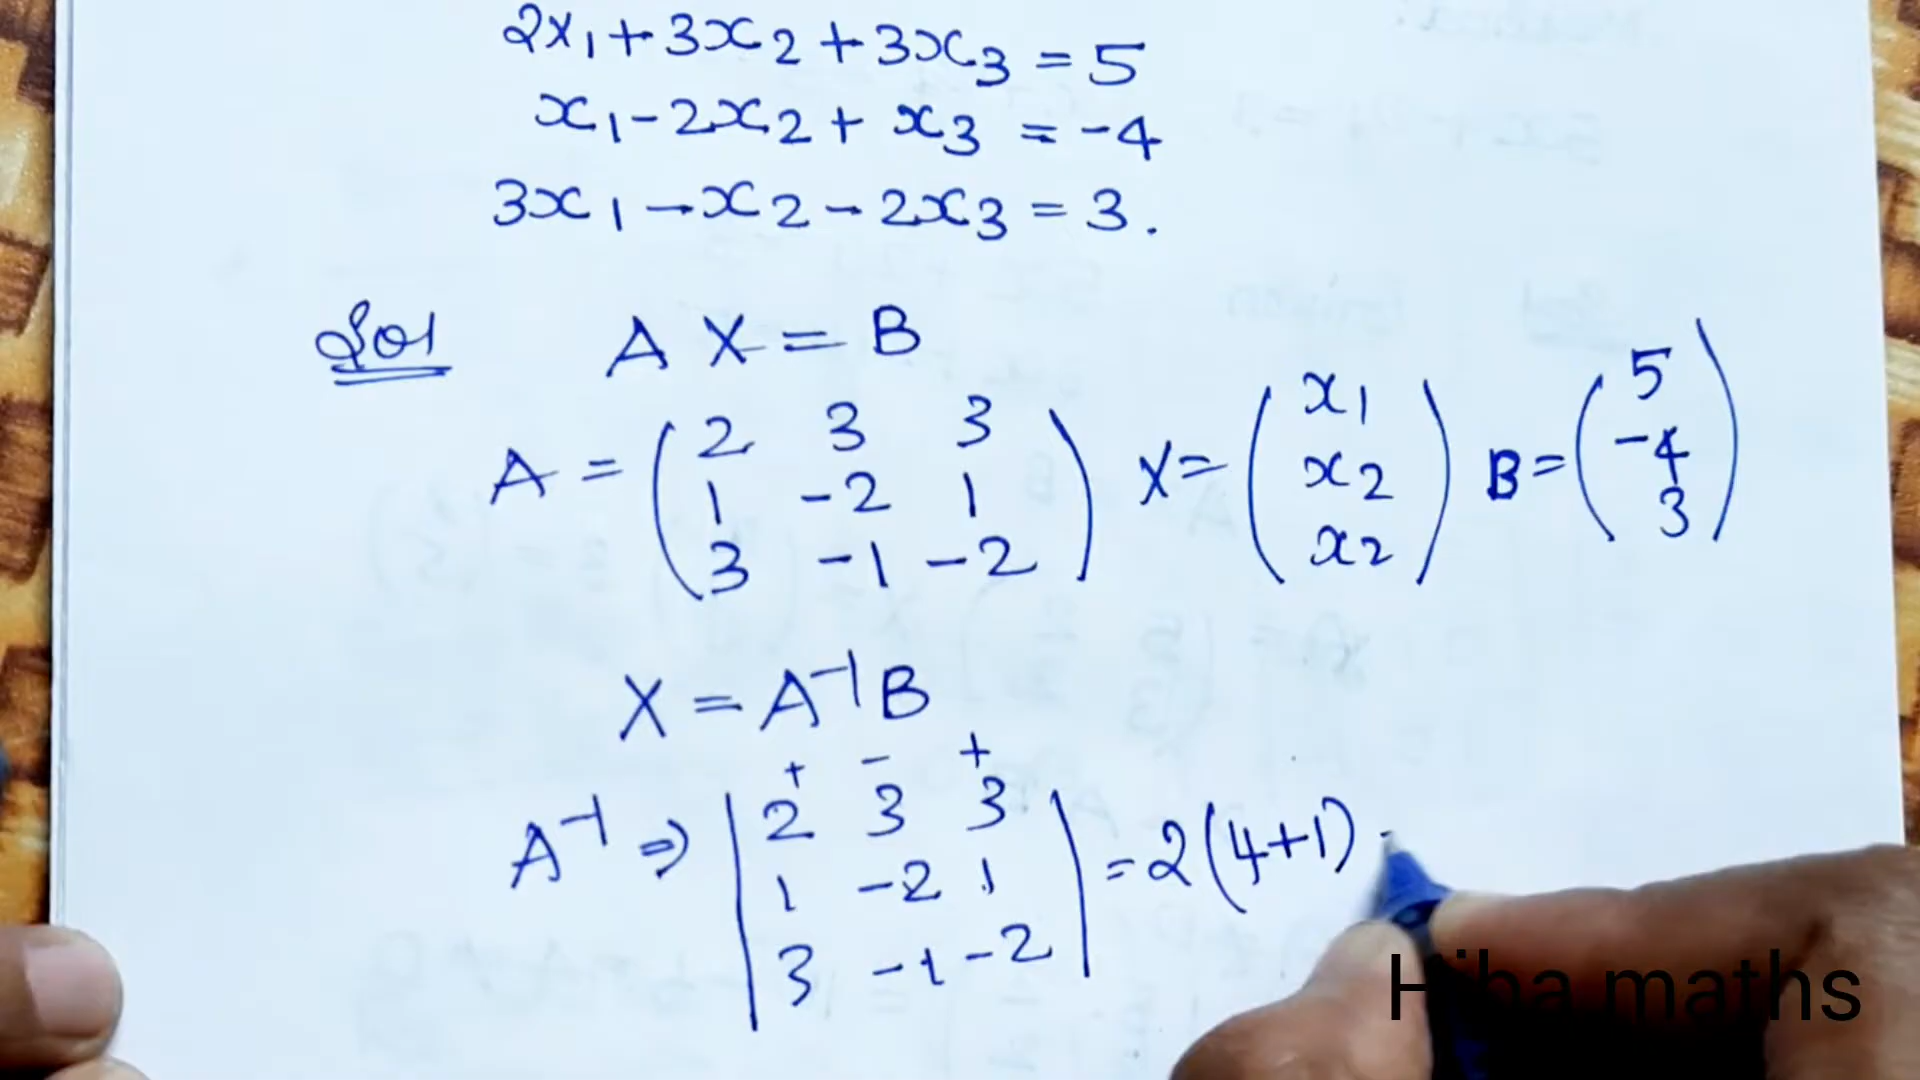 2x₁+3x₂+3x₃=5
x₁-2x₂+x₃=-4
3x₁-x₂-2x₃=3.
Sol AX=B
A=(2 3 3
1 -2 1
3 -1 -2) X=(x₁
x₂
x₂) B=(5
-4
3)
X=A⁻¹B
+ - +
A⁻¹⇒|2 3 3
1 -2 1
3 -1 -2|=2(4+1)-
Hiba maths